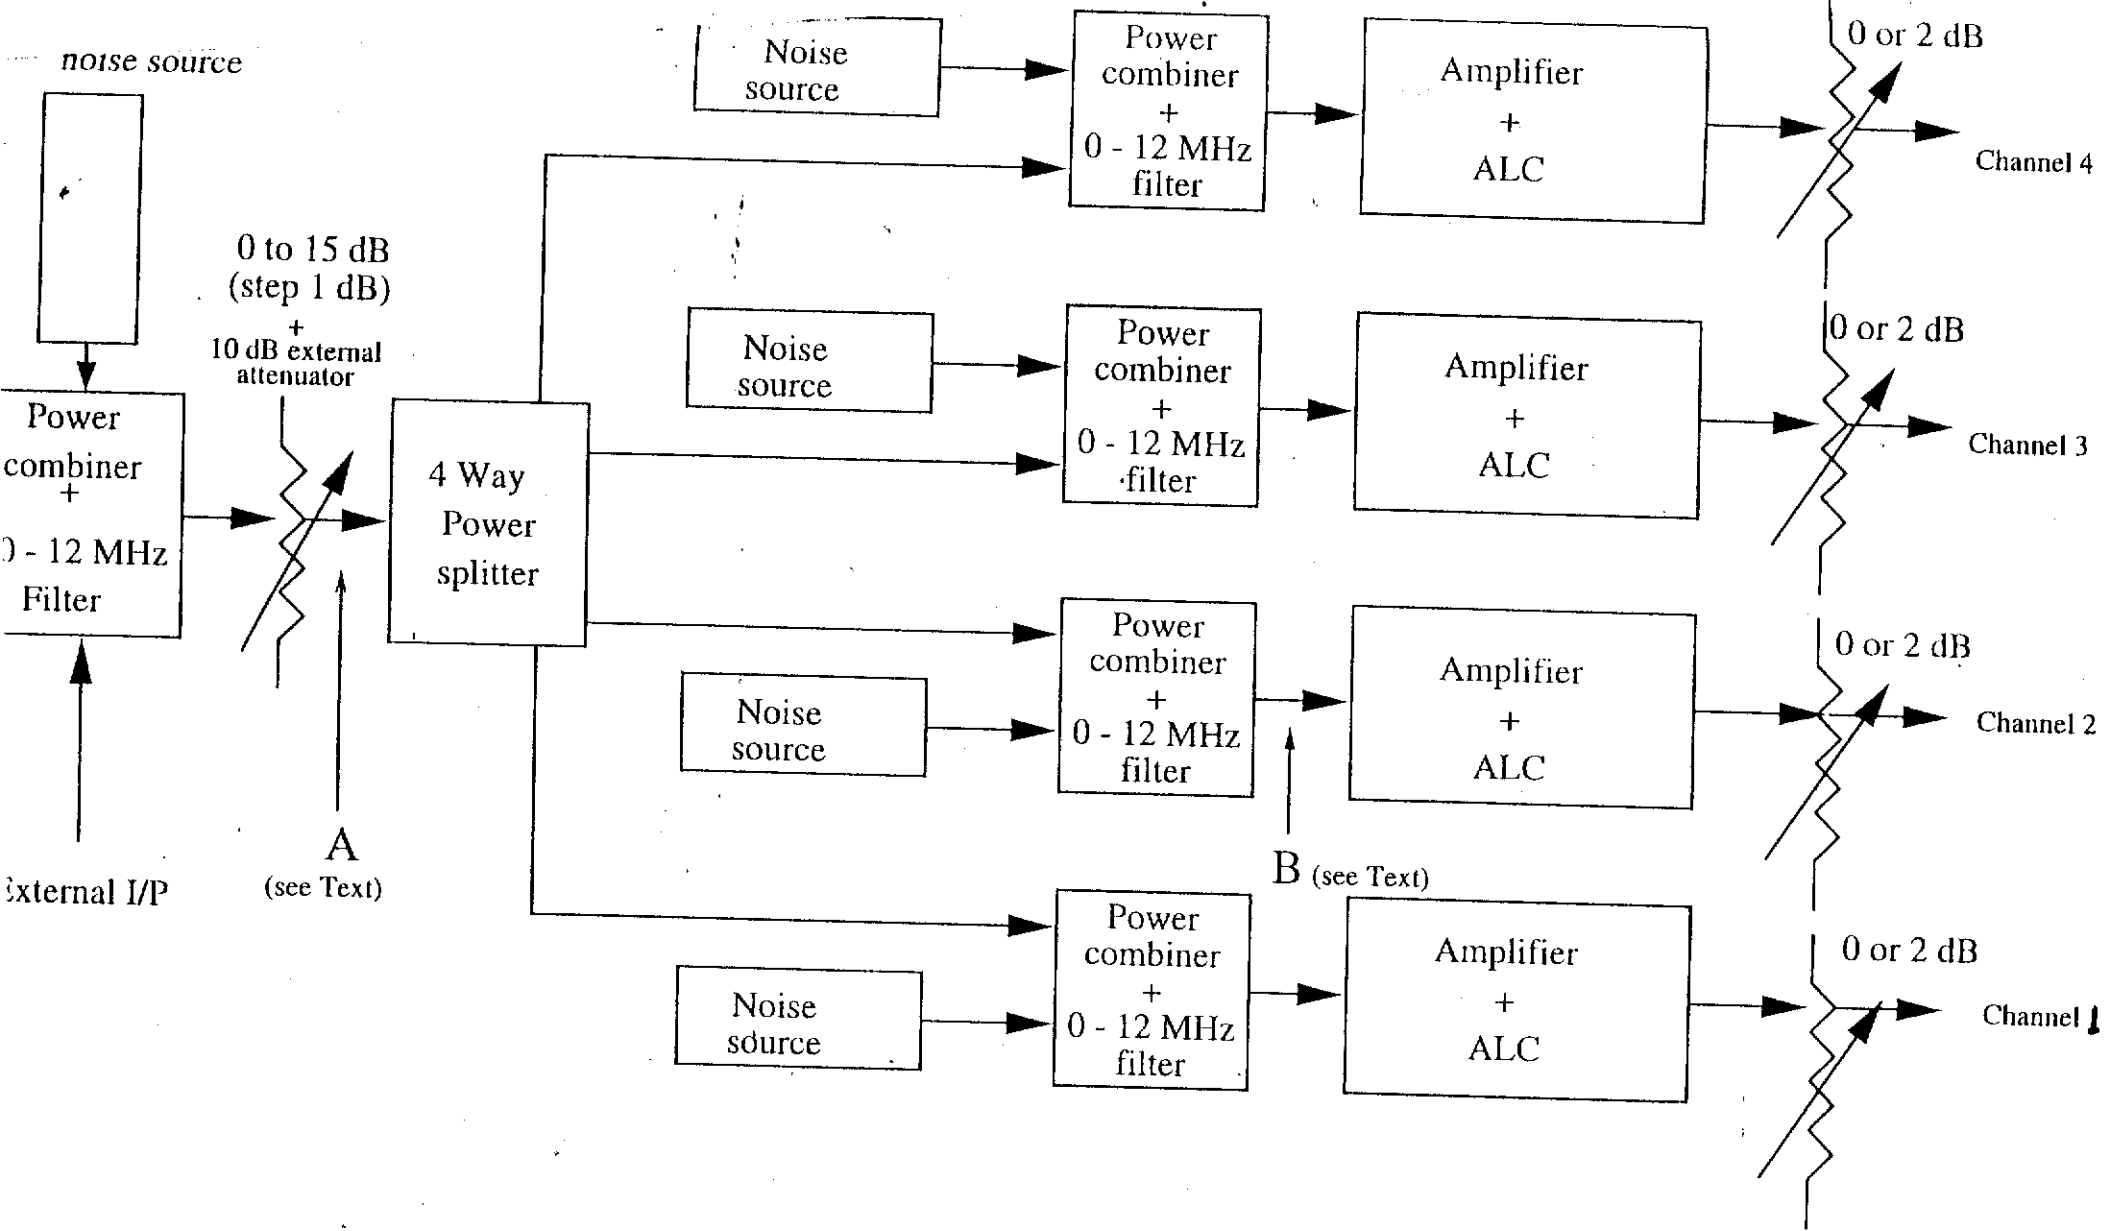 noise source
0 to 15 dB
(step 1 dB)
+
10 dB external
attenuator
Power
combiner
+
0 - 12 MHz
Filter
External I/P
A
(see Text)
4 Way
Power
splitter
Noise
source
Power
combiner
+
0 - 12 MHz
filter
Amplifier
+
ALC
0 or 2 dB
Channel 4
Noise
source
Power
combiner
+
0 - 12 MHz
filter
Amplifier
+
ALC
0 or 2 dB
Channel 3
Noise
source
Power
combiner
+
0 - 12 MHz
filter
B (see Text)
Amplifier
+
ALC
0 or 2 dB
Channel 2
Noise
source
Power
combiner
+
0 - 12 MHz
filter
Amplifier
+
ALC
0 or 2 dB
Channel 1